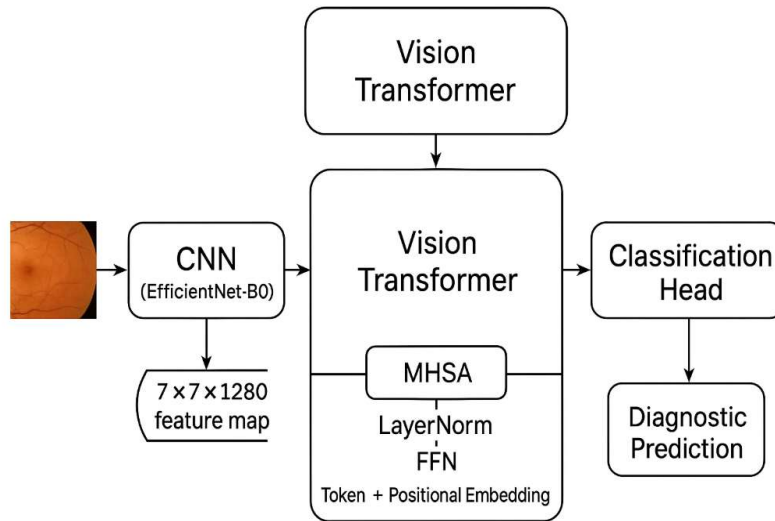 Vision
Transformer
CNN
(EfficientNet-B0)
7×7×1280
feature map
Vision
Transformer
MHSA
LayerNorm
FFN
Token + Positional Embedding
Classification
Head
Diagnostic
Prediction